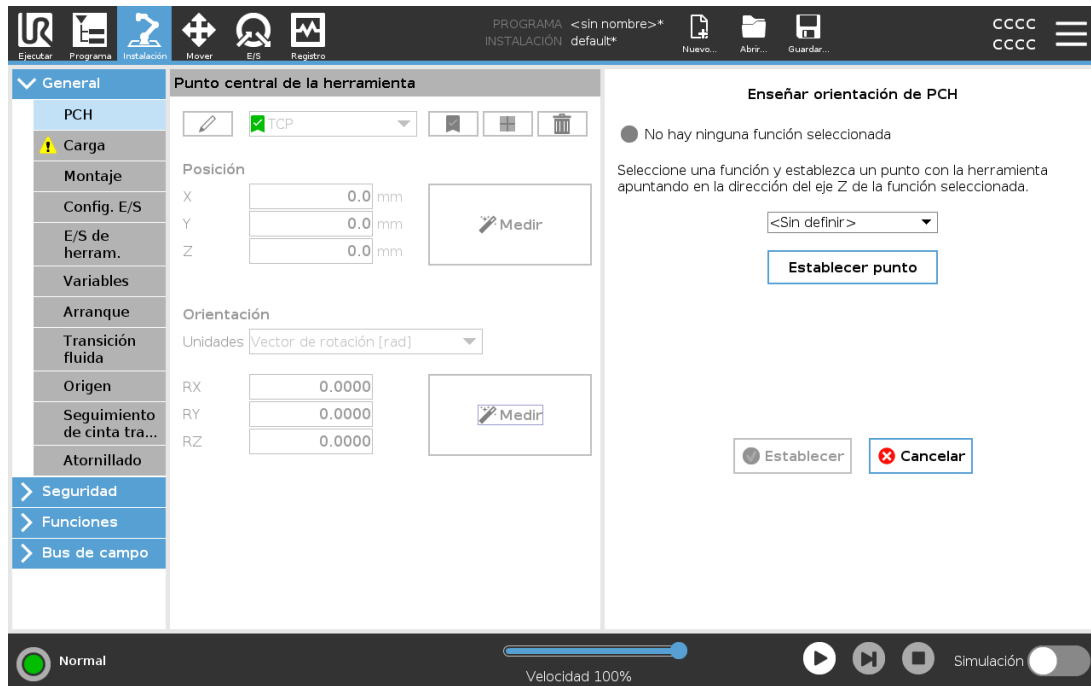 PROGRAMA <sin nombre>*
INSTALACIÓN default*
CCCC
CCCC
Ejecutar Programa Instalación Mover E/S Registro Nuevo... Abrir... Guardar...
General
PCH
Carga
Montaje
Config. E/S
E/S de
herram.
Variables
Arranque
Transición
fluida
Origen
Seguimiento
de cinta tra...
Atornillado
Seguridad
Funciones
Bus de campo
Punto central de la herramienta
TCP
Posición
X 0.0 mm
Y 0.0 mm
Z 0.0 mm
Medir
Orientación
Unidades Vector de rotación [rad]
RX 0.0000
RY 0.0000
RZ 0.0000
Medir
Enseñar orientación de PCH
No hay ninguna función seleccionada
Seleccione una función y establezca un punto con la herramienta
apuntando en la dirección del eje Z de la función seleccionada.
<Sin definir>
Establecer punto
Establecer Cancelar
Normal
Velocidad 100%
Simulación